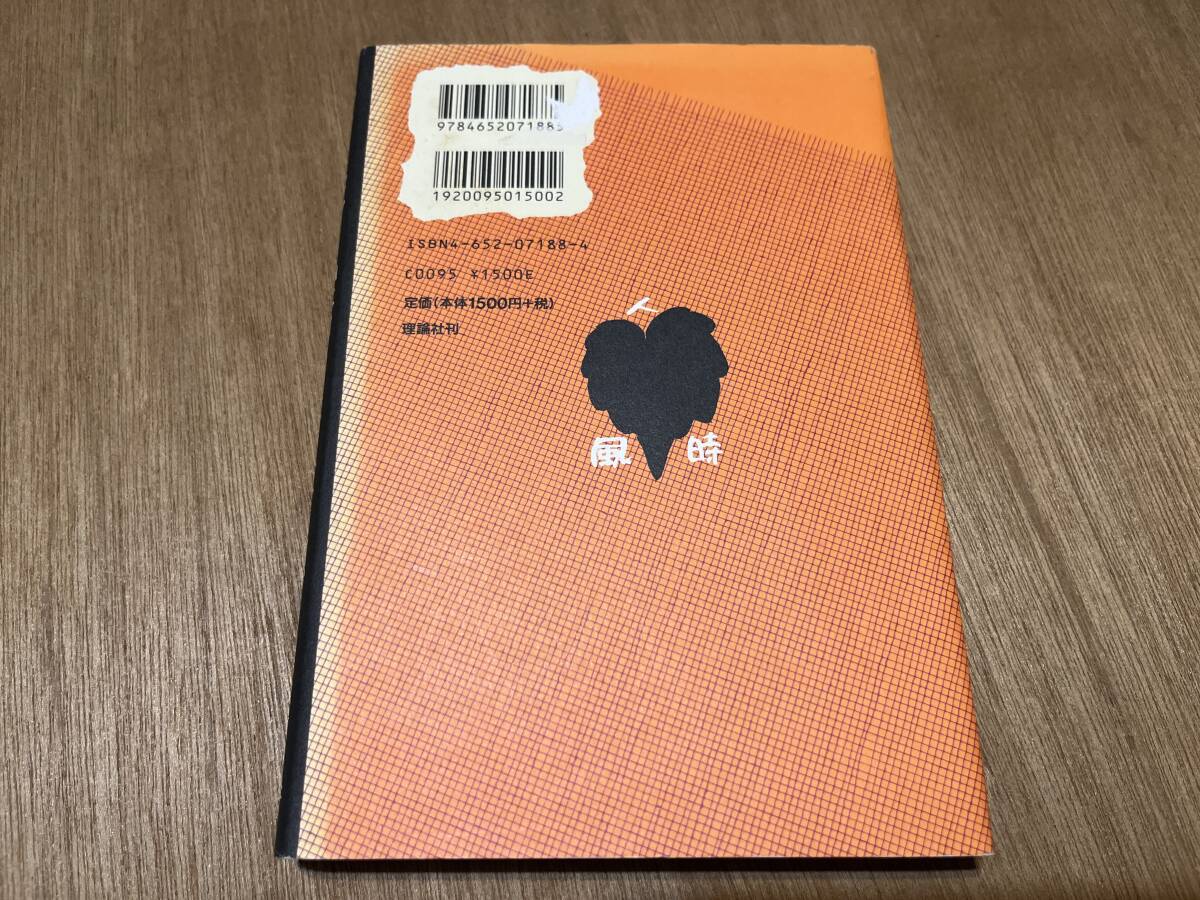 9784652071885
1920095015002
ISBN4-652-07188-4
C0095 ¥1500E
定価(本体1500円+税)
理論社刊
人
風 時